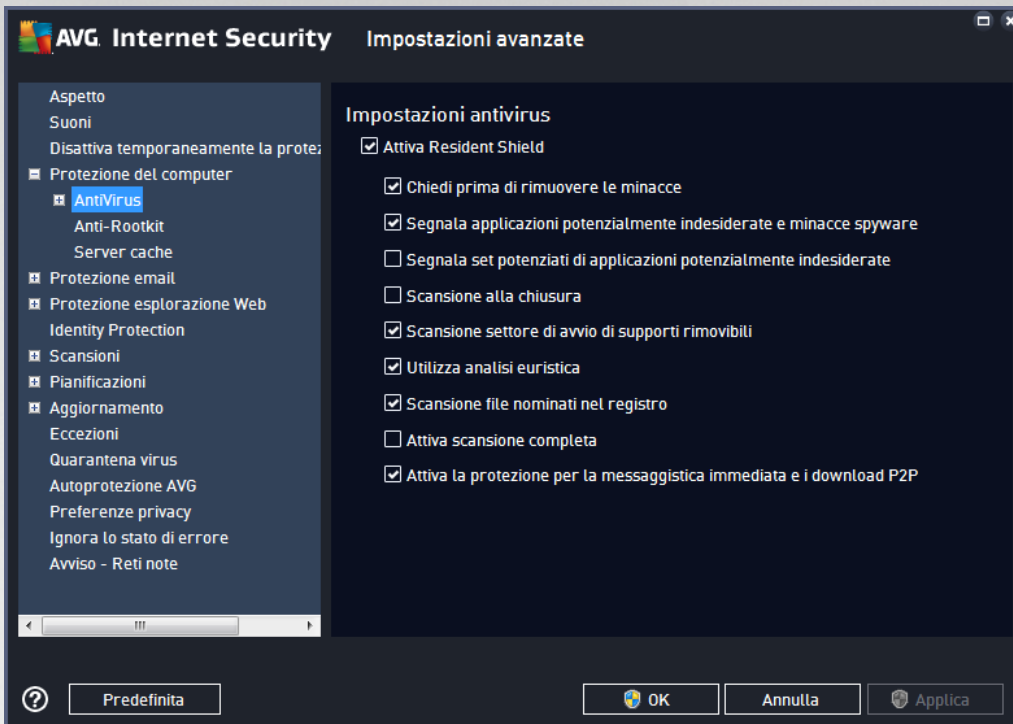 AVG. Internet Security Impostazioni avanzate
Aspetto
Suoni
Disattiva temporaneamente la protez
Protezione del computer
AntiVirus
Anti-Rootkit
Server cache
Protezione email
Protezione esplorazione Web
Identity Protection
Scansioni
Pianificazioni
Aggiornamento
Eccezioni
Quarantena virus
Autoprotezione AVG
Preferenze privacy
Ignora lo stato di errore
Avviso - Reti note
Impostazioni antivirus
Attiva Resident Shield
Chiedi prima di rimuovere le minacce
Segnala applicazioni potenzialmente indesiderate e minacce spyware
Segnala set potenziati di applicazioni potenzialmente indesiderate
Scansione alla chiusura
Scansione settore di avvio di supporti rimovibili
Utilizza analisi euristica
Scansione file nominati nel registro
Attiva scansione completa
Attiva la protezione per la messaggistica immediata e i download P2P
? Predefinita OK Annulla Applica